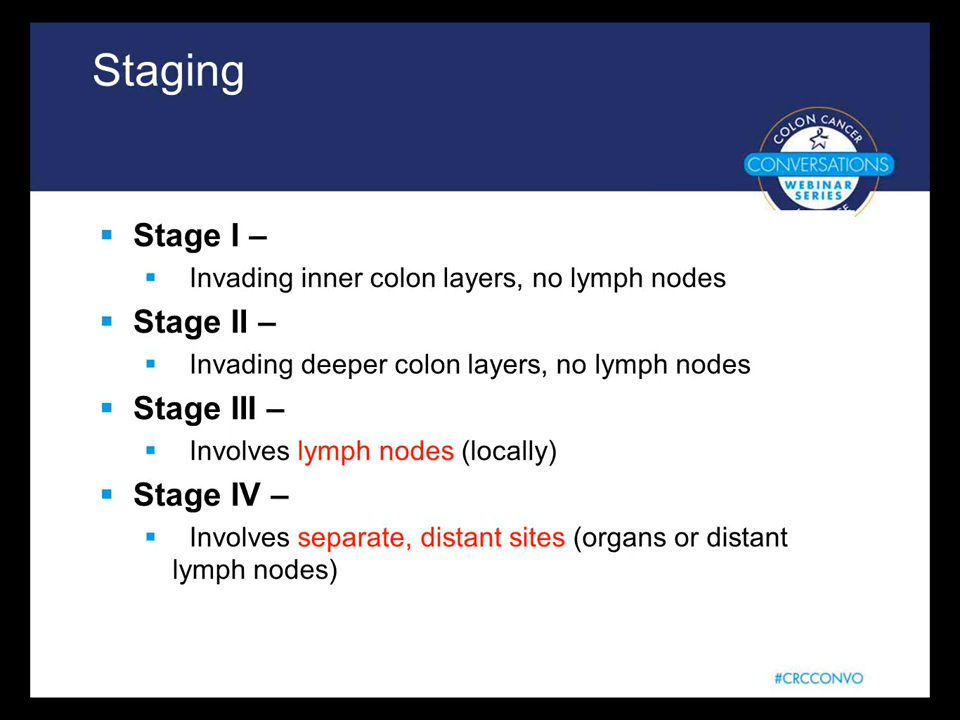 Staging
COLON CANCER
CONVERSATIONS
WEBINAR
SERIES
▪ Stage I –
▪ Invading inner colon layers, no lymph nodes
▪ Stage II –
▪ Invading deeper colon layers, no lymph nodes
▪ Stage III –
▪ Involves lymph nodes (locally)
▪ Stage IV –
▪ Involves separate, distant sites (organs or distant
lymph nodes)
#CRCCONVO